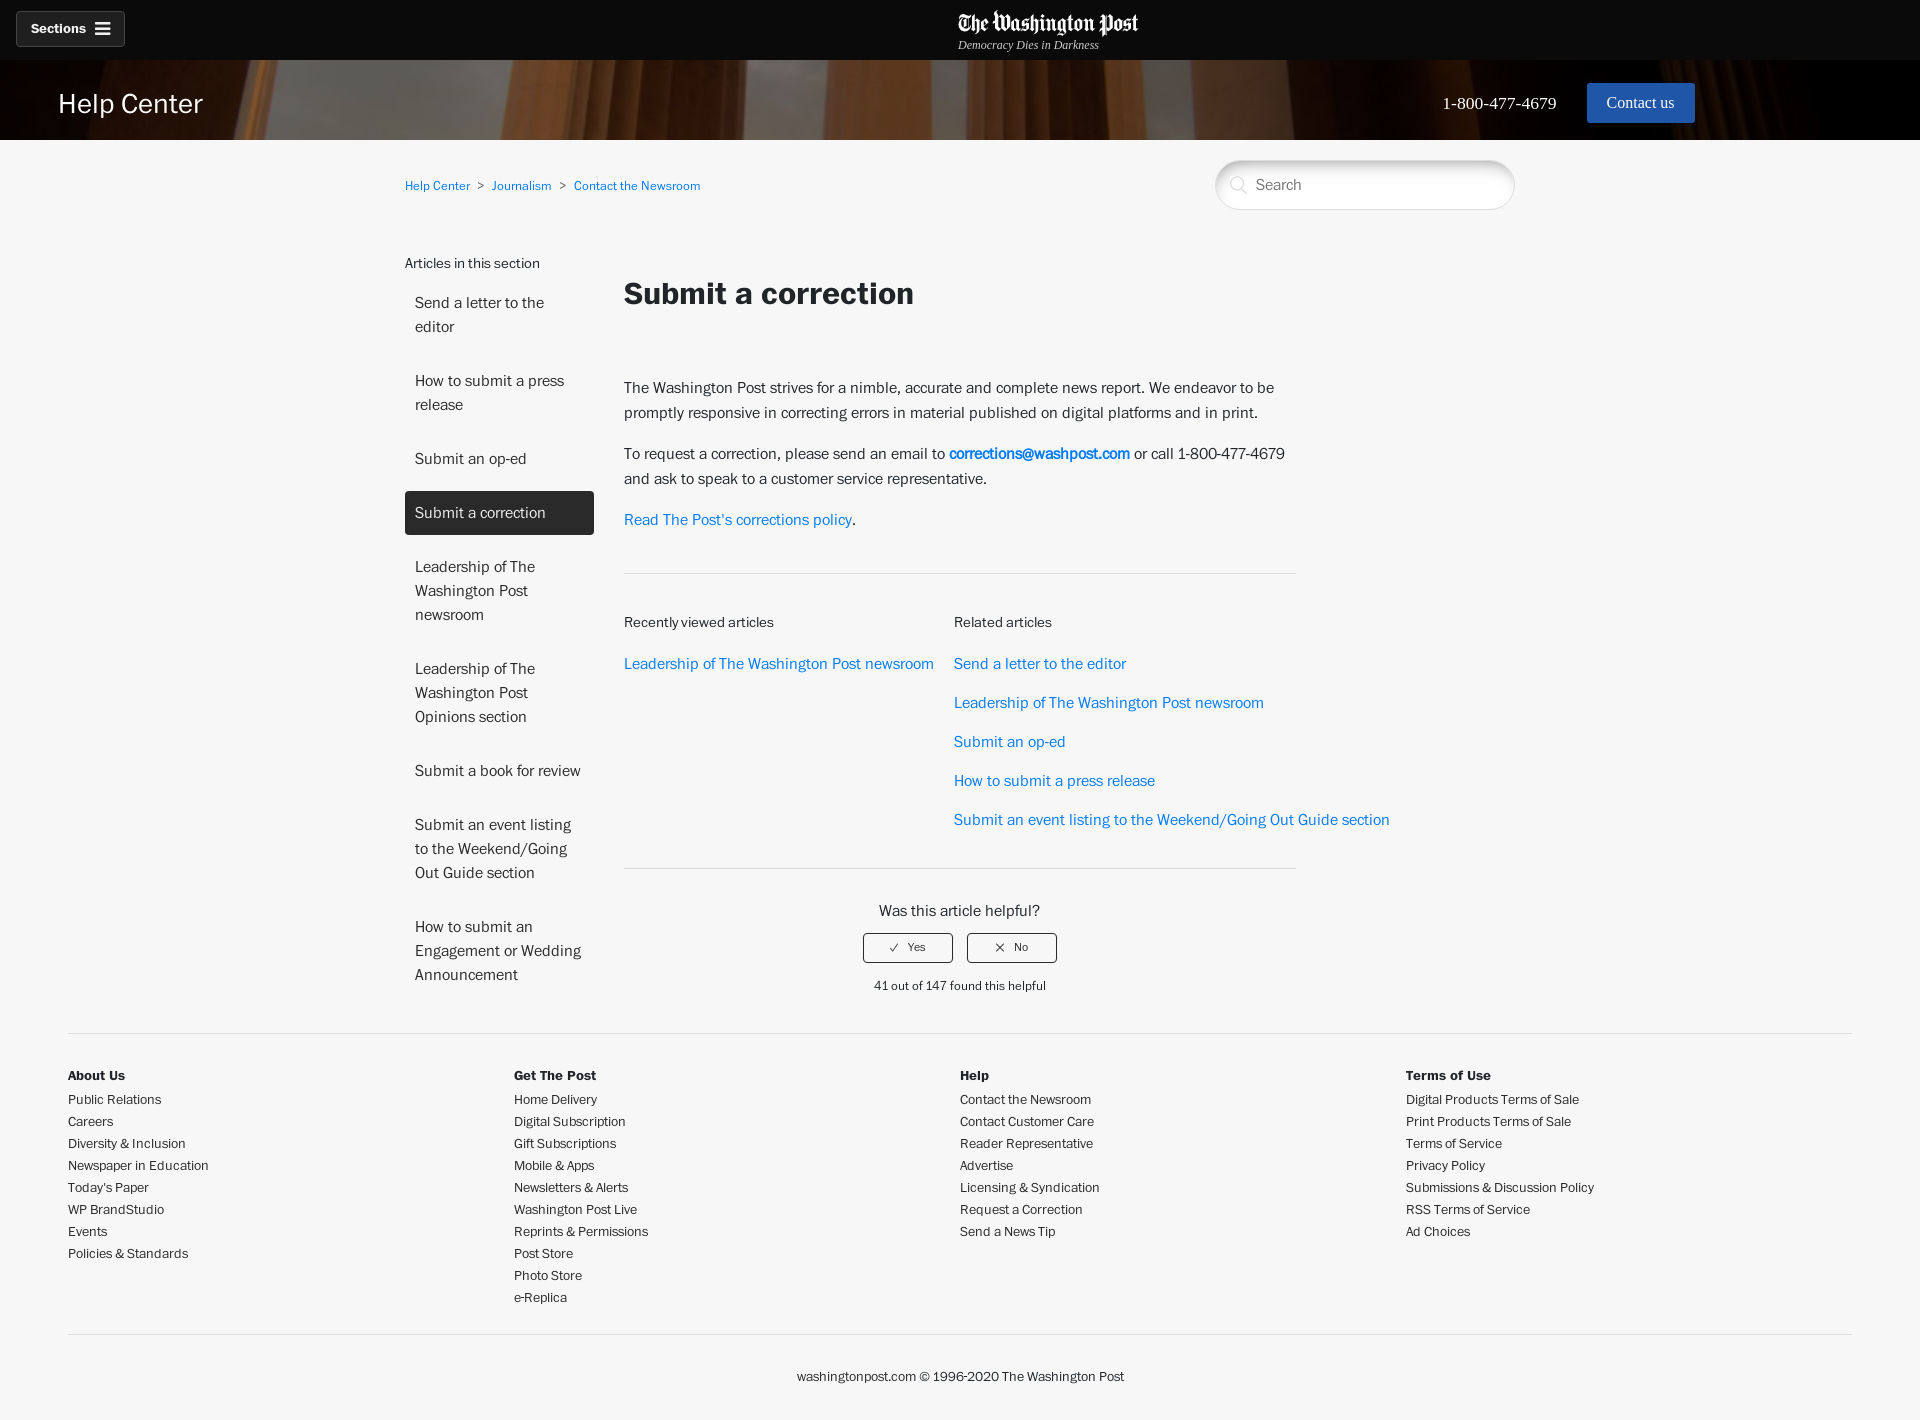 Sections
The Washington Post
Democracy Dies in Darkness
Help Center
1-800-477-4679
Contact us
Help Center > Journalism > Contact the Newsroom
Search
Articles in this section
Send a letter to the
editor
How to submit a press
release
Submit an op-ed
Submit a correction
Leadership of The
Washington Post
newsroom
Leadership of The
Washington Post
Opinions section
Submit a book for review
Submit an event listing
to the Weekend/Going
Out Guide section
How to submit an
Engagement or Wedding
Announcement
Submit a correction
The Washington Post strives for a nimble, accurate and complete news report. We endeavor to be
promptly responsive in correcting errors in material published on digital platforms and in print.
To request a correction, please send an email to corrections@washpost.com or call 1-800-477-4679
and ask to speak to a customer service representative.
Read The Post's corrections policy.
Recently viewed articles
Leadership of The Washington Post newsroom
Related articles
Send a letter to the editor
Leadership of The Washington Post newsroom
Submit an op-ed
How to submit a press release
Submit an event listing to the Weekend/Going Out Guide section
Was this article helpful?
Yes
No
41 out of 147 found this helpful
About Us
Public Relations
Careers
Diversity & Inclusion
Newspaper in Education
Today's Paper
WP BrandStudio
Events
Policies & Standards
Get The Post
Home Delivery
Digital Subscription
Gift Subscriptions
Mobile & Apps
Newsletters & Alerts
Washington Post Live
Reprints & Permissions
Post Store
Photo Store
e-Replica
Help
Contact the Newsroom
Contact Customer Care
Reader Representative
Advertise
Licensing & Syndication
Request a Correction
Send a News Tip
Terms of Use
Digital Products Terms of Sale
Print Products Terms of Sale
Terms of Service
Privacy Policy
Submissions & Discussion Policy
RSS Terms of Service
Ad Choices
washingtonpost.com © 1996-2020 The Washington Post